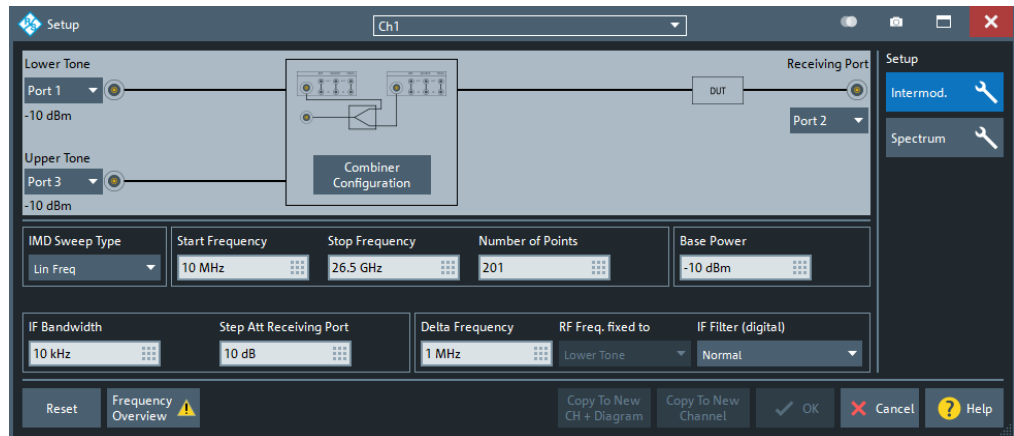 Setup
Ch1
Lower Tone
Port 1
-10 dBm
Upper Tone
Port 3
-10 dBm
Combiner
Configuration
DUT
Receiving Port
Port 2
Setup
Intermod.
Spectrum
IMD Sweep Type
Lin Freq
Start Frequency
10 MHz
Stop Frequency
26.5 GHz
Number of Points
201
Base Power
-10 dBm
IF Bandwidth
10 kHz
Step Att Receiving Port
10 dB
Delta Frequency
1 MHz
RF Freq. fixed to
Lower Tone
IF Filter (digital)
Normal
Reset
Frequency
Overview
Copy To New
CH + Diagram
Copy To New
Channel
OK
Cancel
? Help